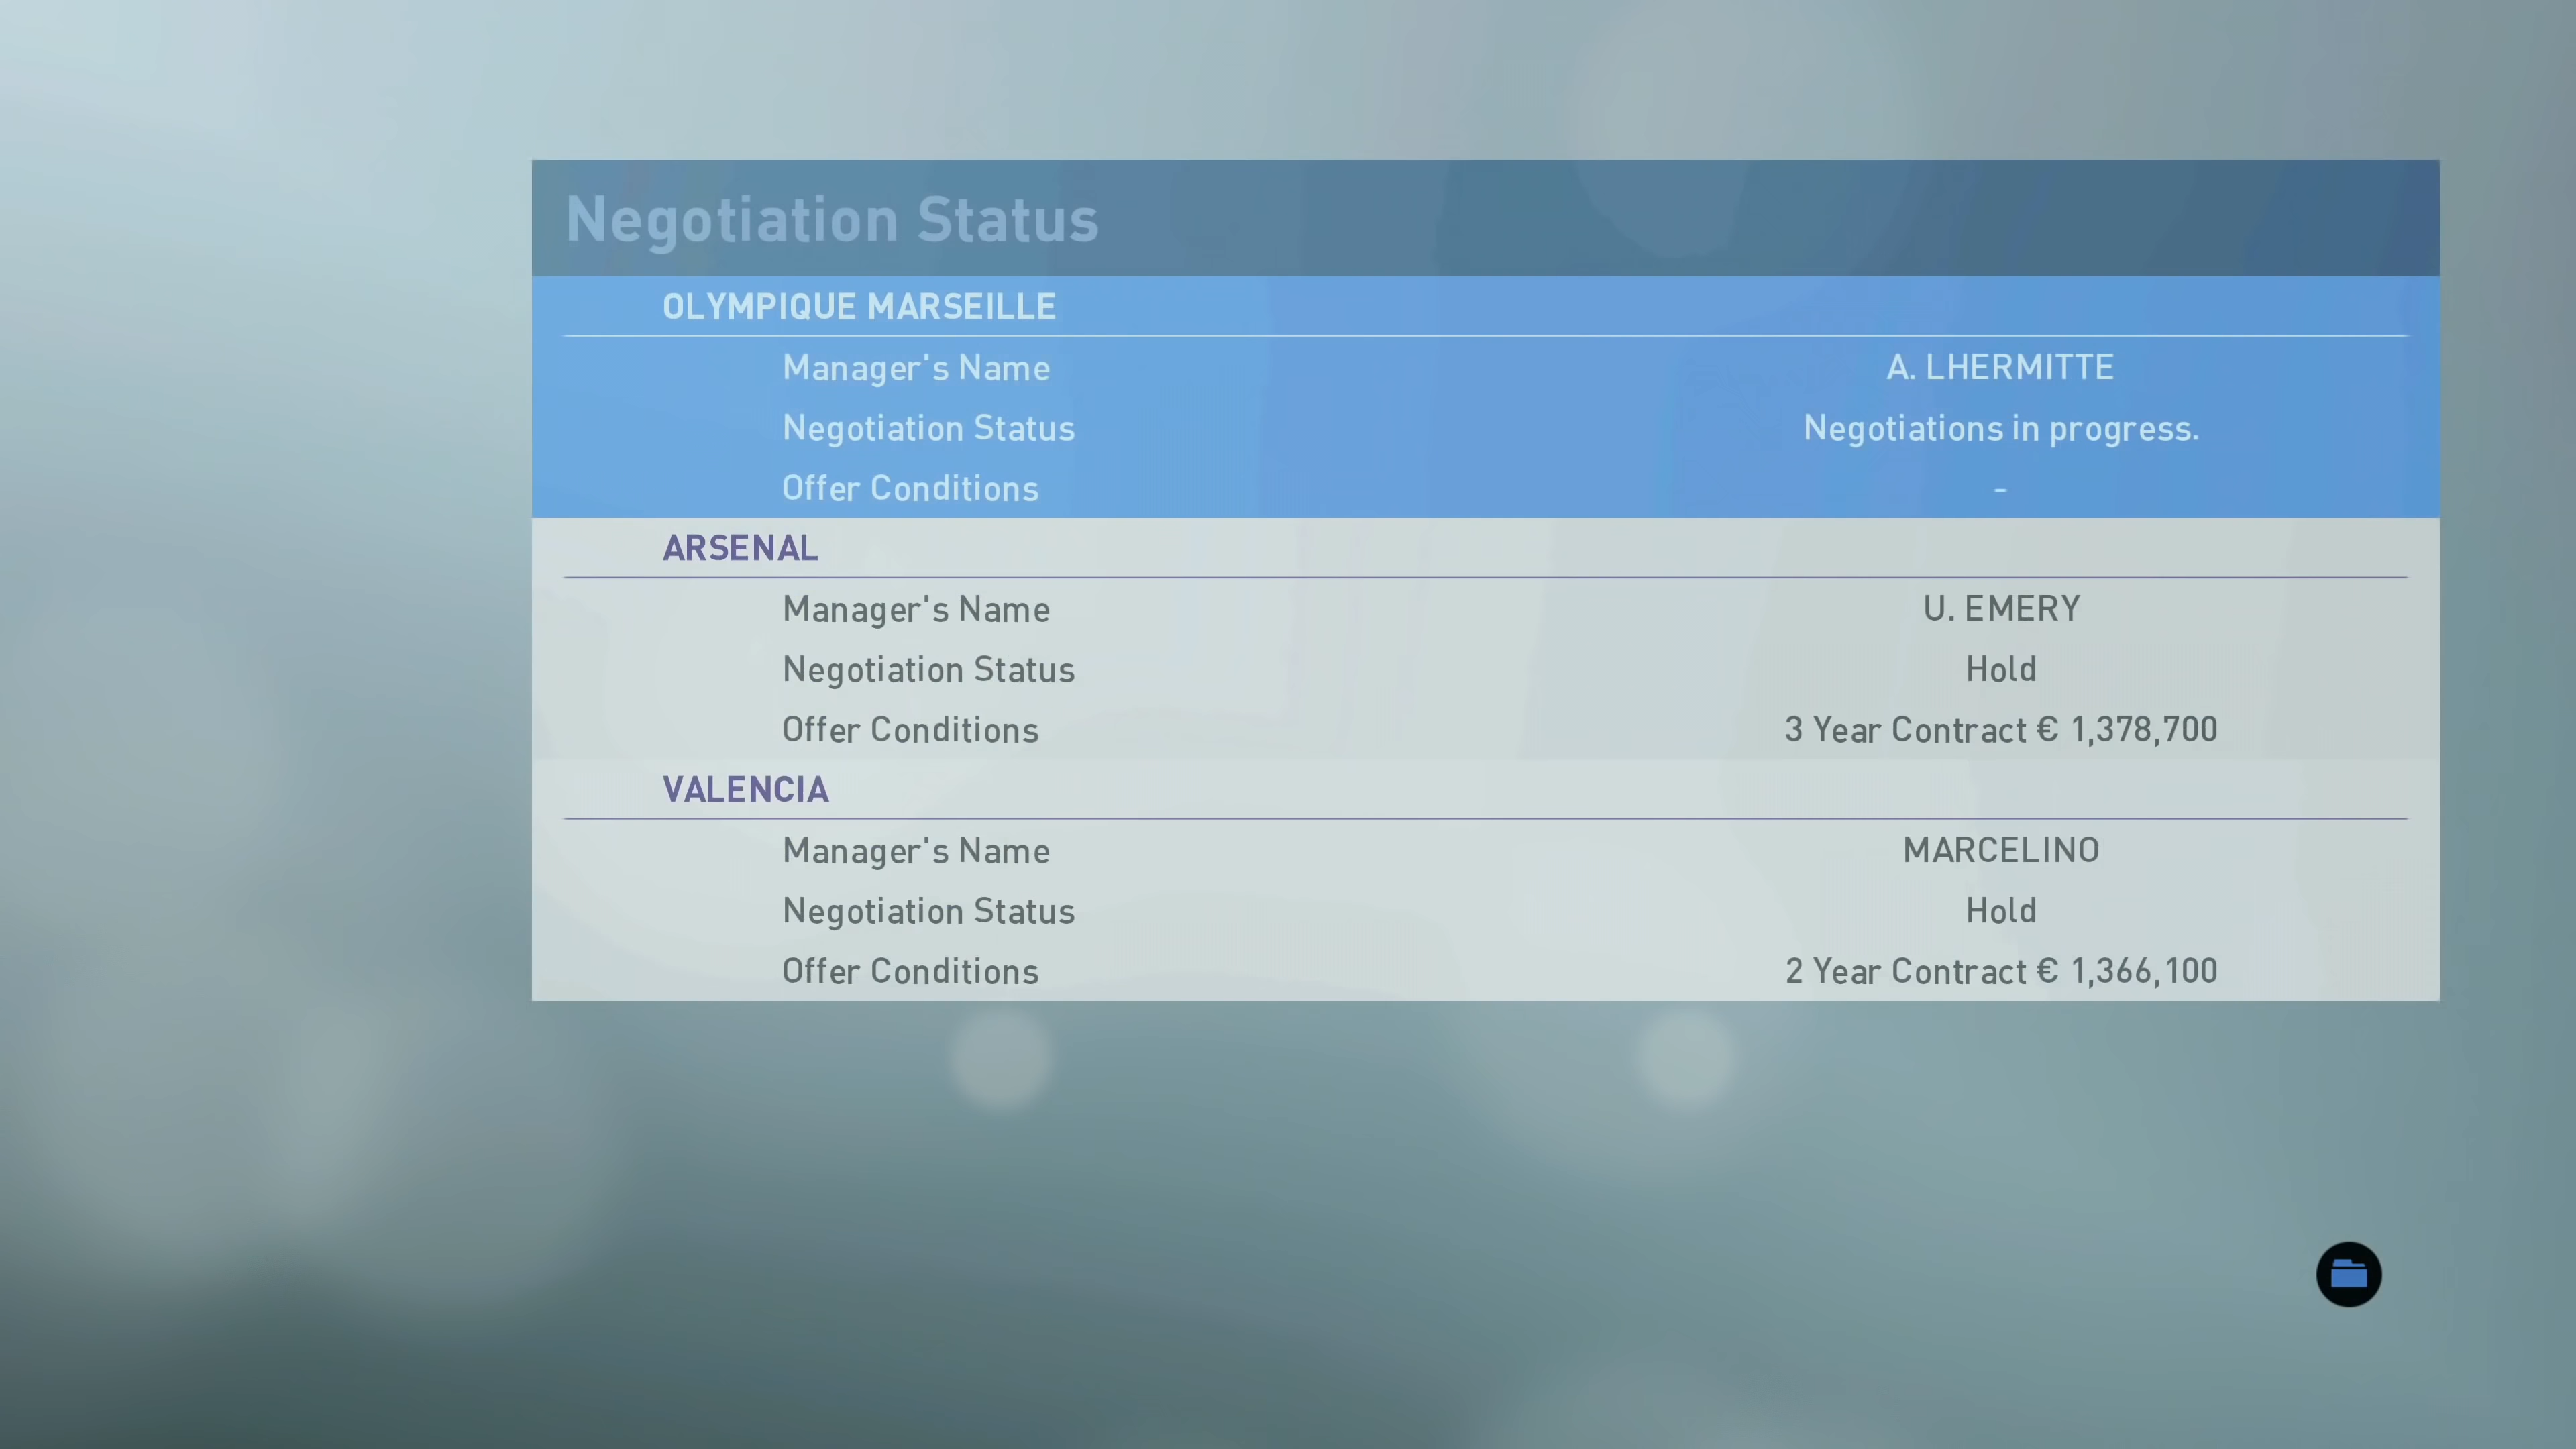 Negotiation Status
OLYMPIQUE MARSEILLE
Manager's Name A. LHERMITTE
Negotiation Status Negotiations in progress.
Offer Conditions -
ARSENAL
Manager's Name U. EMERY
Negotiation Status Hold
Offer Conditions 3 Year Contract € 1,378,700
VALENCIA
Manager's Name MARCELINO
Negotiation Status Hold
Offer Conditions 2 Year Contract € 1,366,100